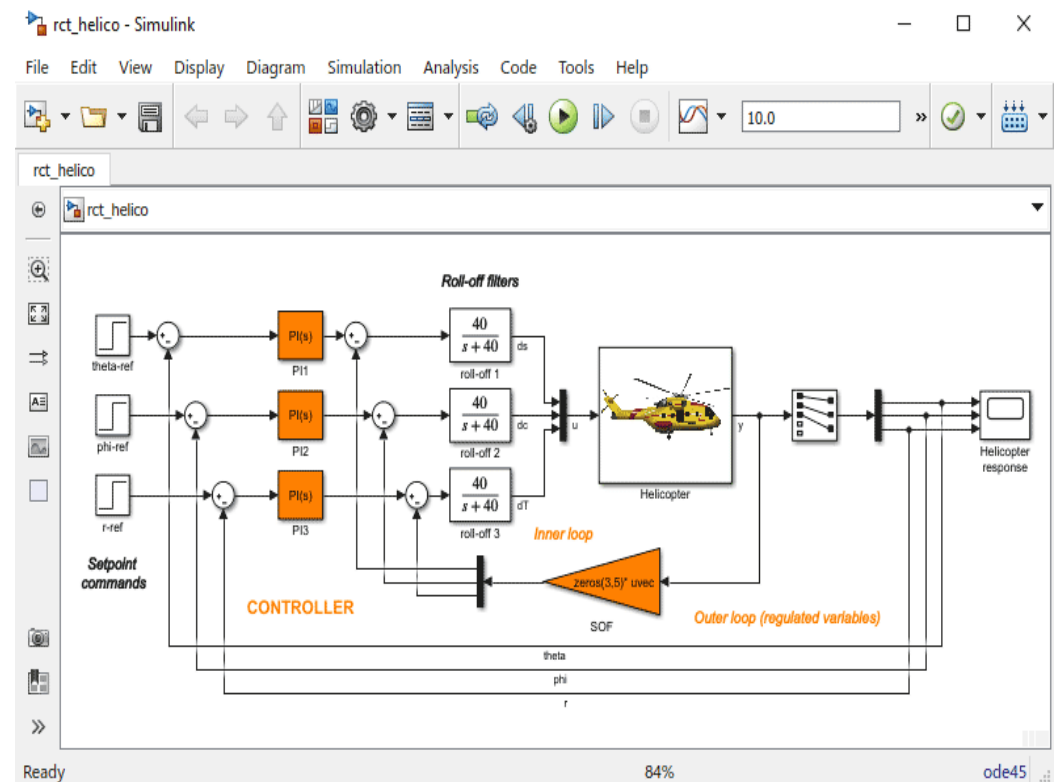 rct_helico - Simulink
File Edit View Display Diagram Simulation Analysis Code Tools Help
10.0
»
rct_helico
rct_helico
Roll-off filters
theta-ref
PI(s)
PI1
40
s + 40
ds
roll-off 1
phi-ref
PI(s)
PI2
40
s + 40
dc
roll-off 2
u
Helicopter
y
Helicopter
response
r-ref
PI(s)
PI3
40
s + 40
dT
roll-off 3
Inner loop
Setpoint
commands
CONTROLLER
zeros(3,5)* uvec
SOF
Outer loop (regulated variables)
theta
phi
r
»
Ready 84% ode45